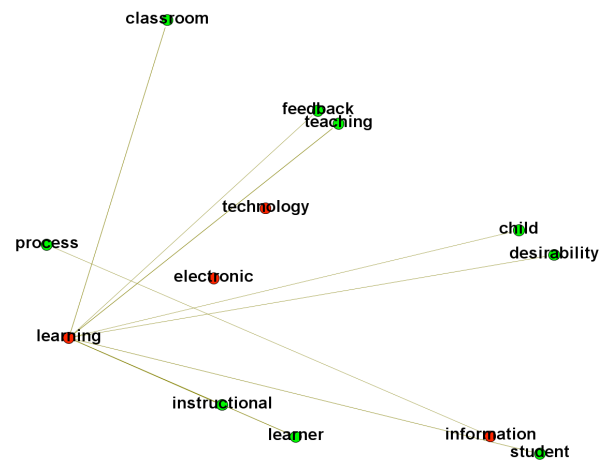 classroom
feedback
teaching
technology
child
process
desirability
electronic
learning
instructional
learner
information
student